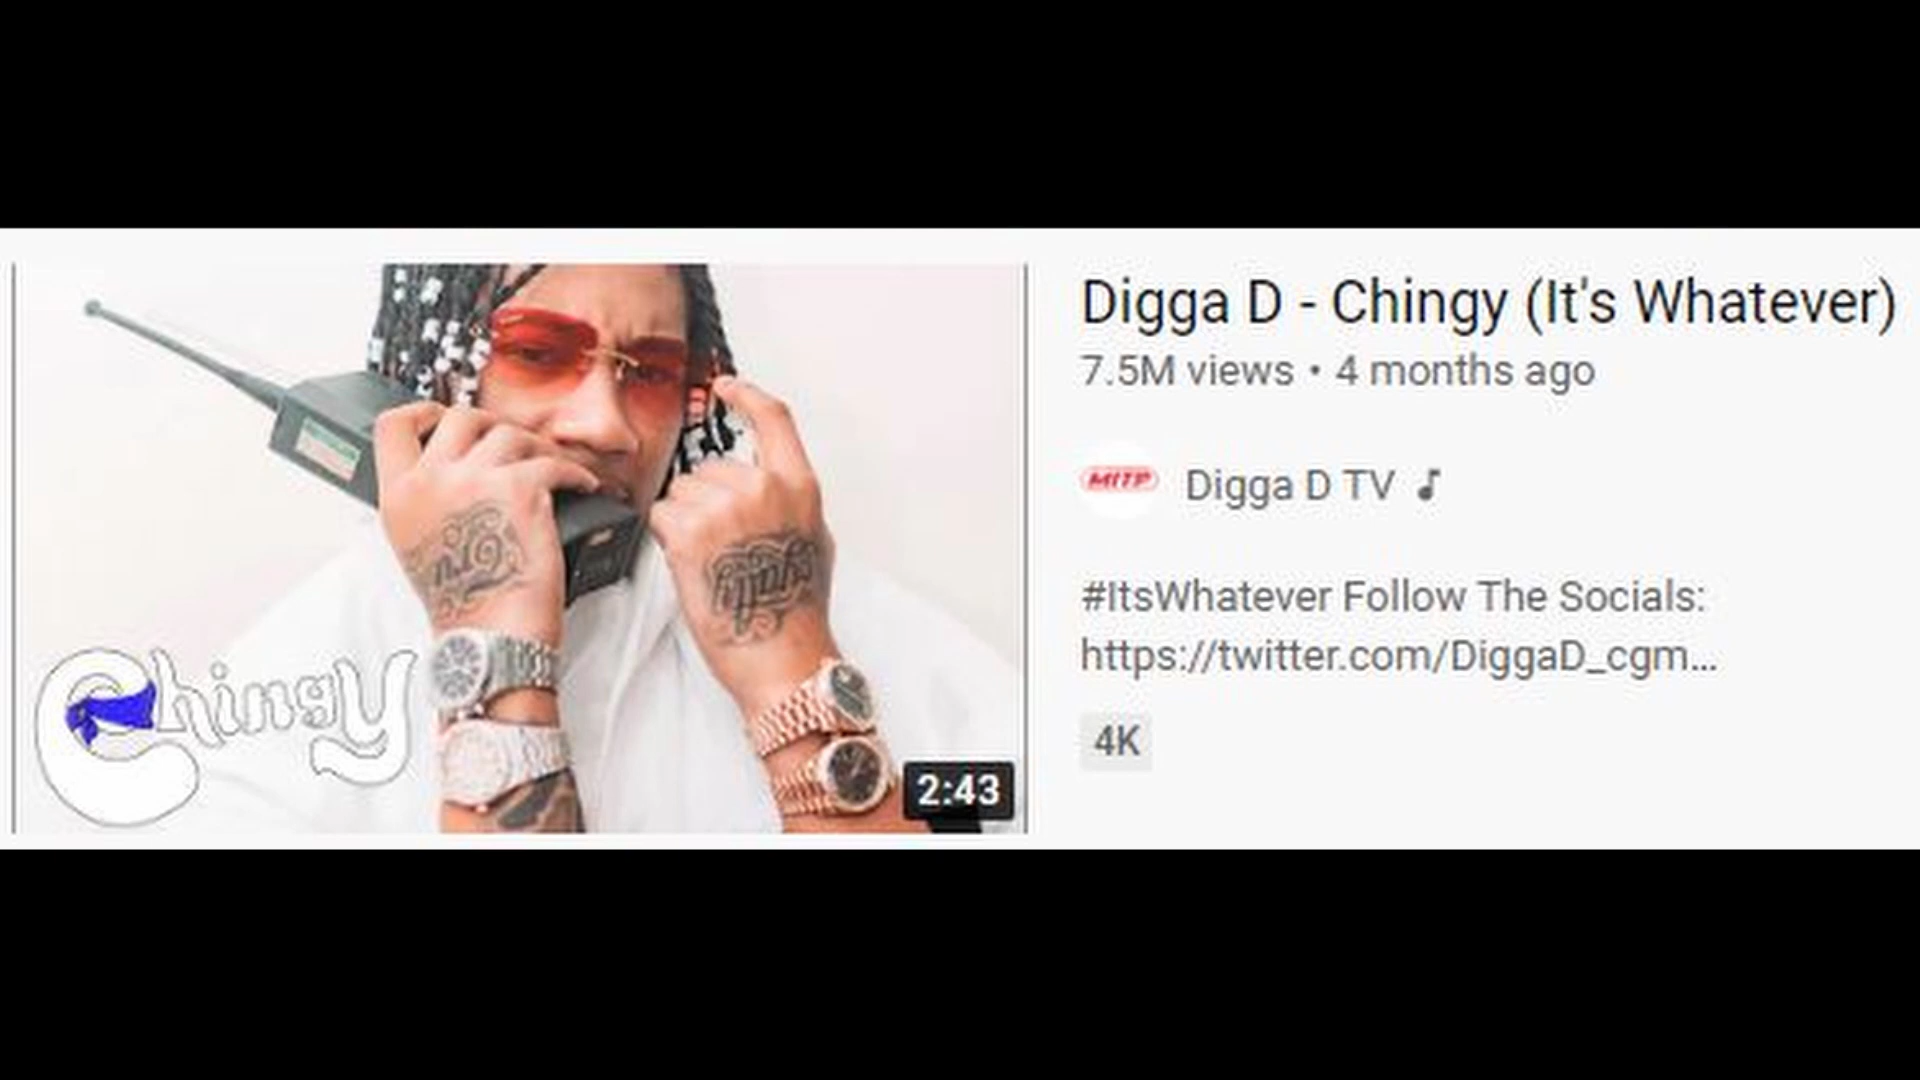 Digga D - Chingy (It's Whatever)
7.5M views • 4 months ago
MITP
Digga D TV
#ItsWhatever Follow The Socials:
https://twitter.com/DiggaD_cgm...
4K
Chingy
2:43